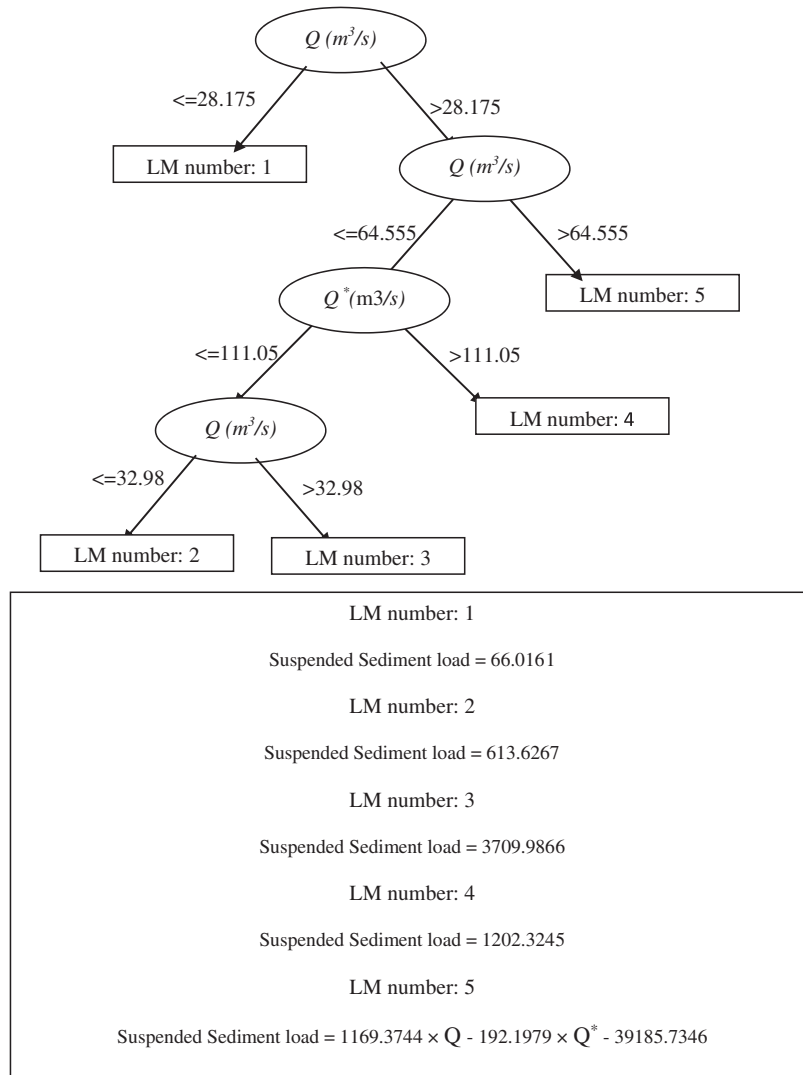 Q (m³/s)
<=28.175
>28.175
LM number: 1
Q (m³/s)
<=64.555
>64.555
Q*(m3/s)
LM number: 5
<=111.05
>111.05
LM number: 4
Q (m³/s)
<=32.98
>32.98
LM number: 2
LM number: 3
LM number: 1
Suspended Sediment load = 66.0161
LM number: 2
Suspended Sediment load = 613.6267
LM number: 3
Suspended Sediment load = 3709.9866
LM number: 4
Suspended Sediment load = 1202.3245
LM number: 5
Suspended Sediment load = 1169.3744 × Q - 192.1979 × Q* - 39185.7346